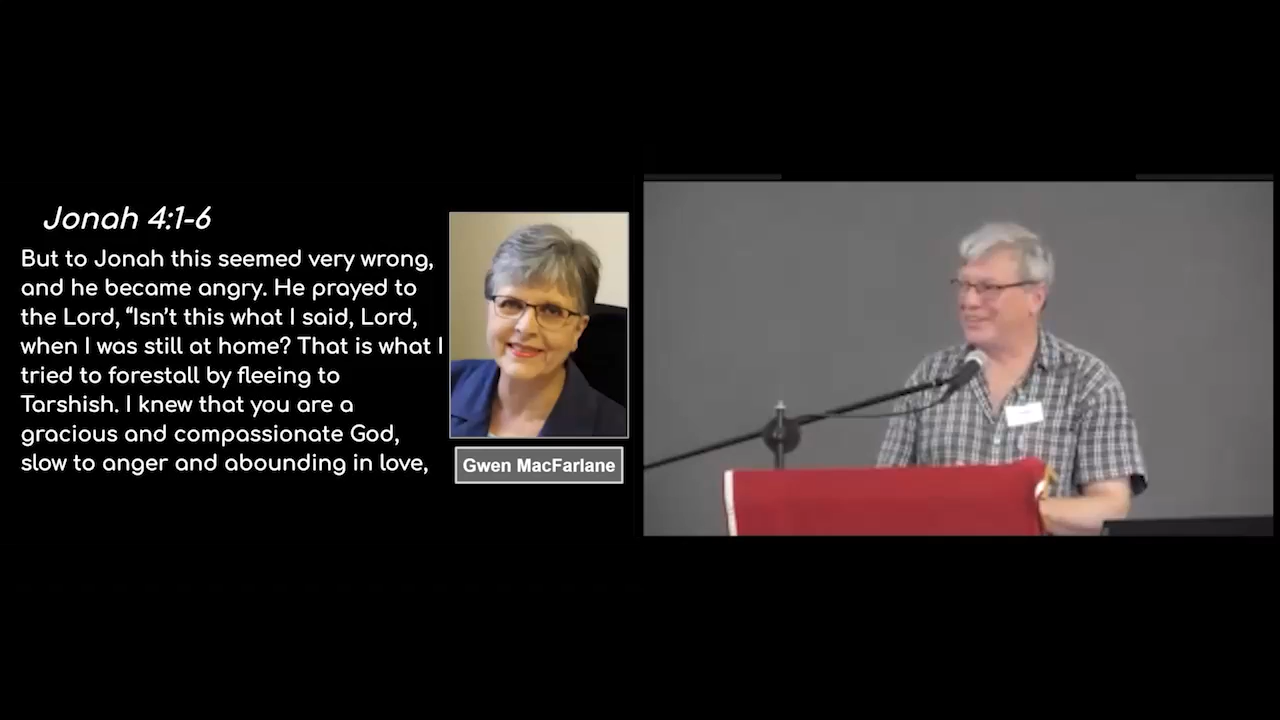 Jonah 4:1-6
But to Jonah this seemed very wrong,
and he became angry. He prayed to
the Lord, “Isn’t this what I said, Lord,
when I was still at home? That is what I
tried to forestall by fleeing to
Tarshish. I knew that you are a
gracious and compassionate God,
slow to anger and abounding in love,
Gwen MacFarlane